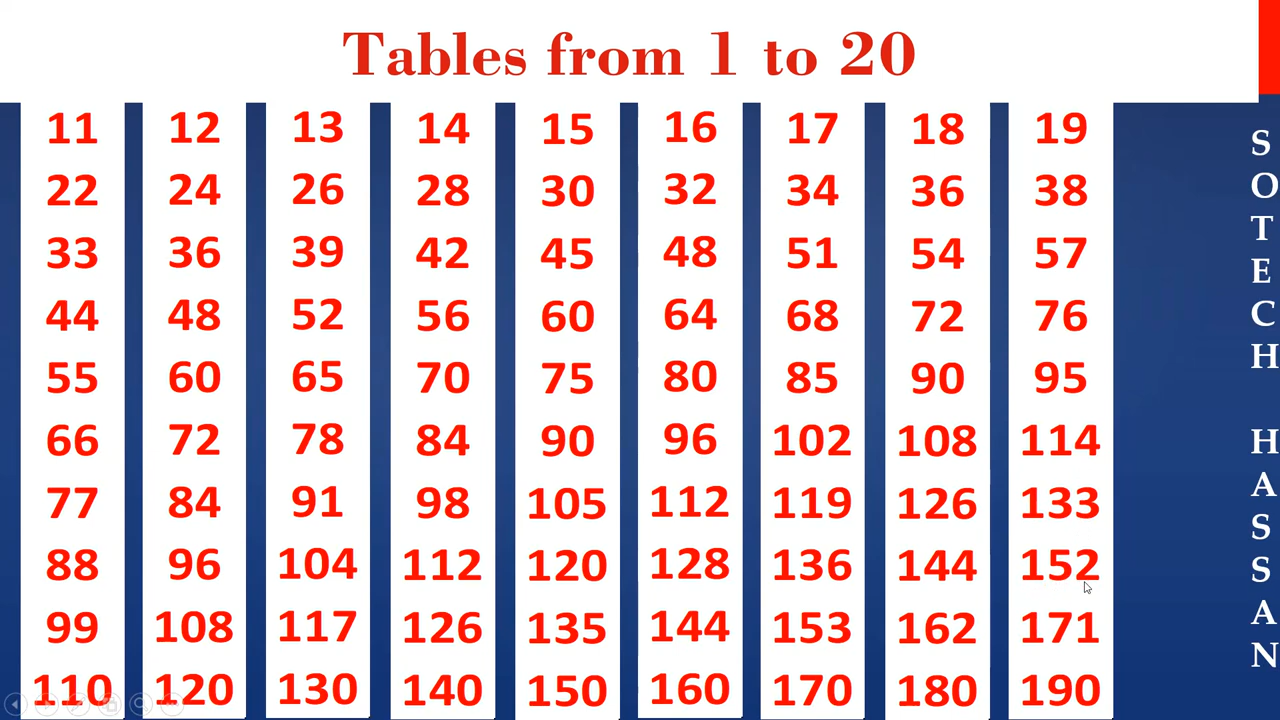 Tables from 1 to 20
11 12 13 14 15 16 17 18 19
22 24 26 28 30 32 34 36 38
33 36 39 42 45 48 51 54 57
44 48 52 56 60 64 68 72 76
55 60 65 70 75 80 85 90 95
66 72 78 84 90 96 102 108 114
77 84 91 98 105 112 119 126 133
88 96 104 112 120 128 136 144 152
99 108 117 126 135 144 153 162 171
110 120 130 140 150 160 170 180 190
SOTECH HASSAN